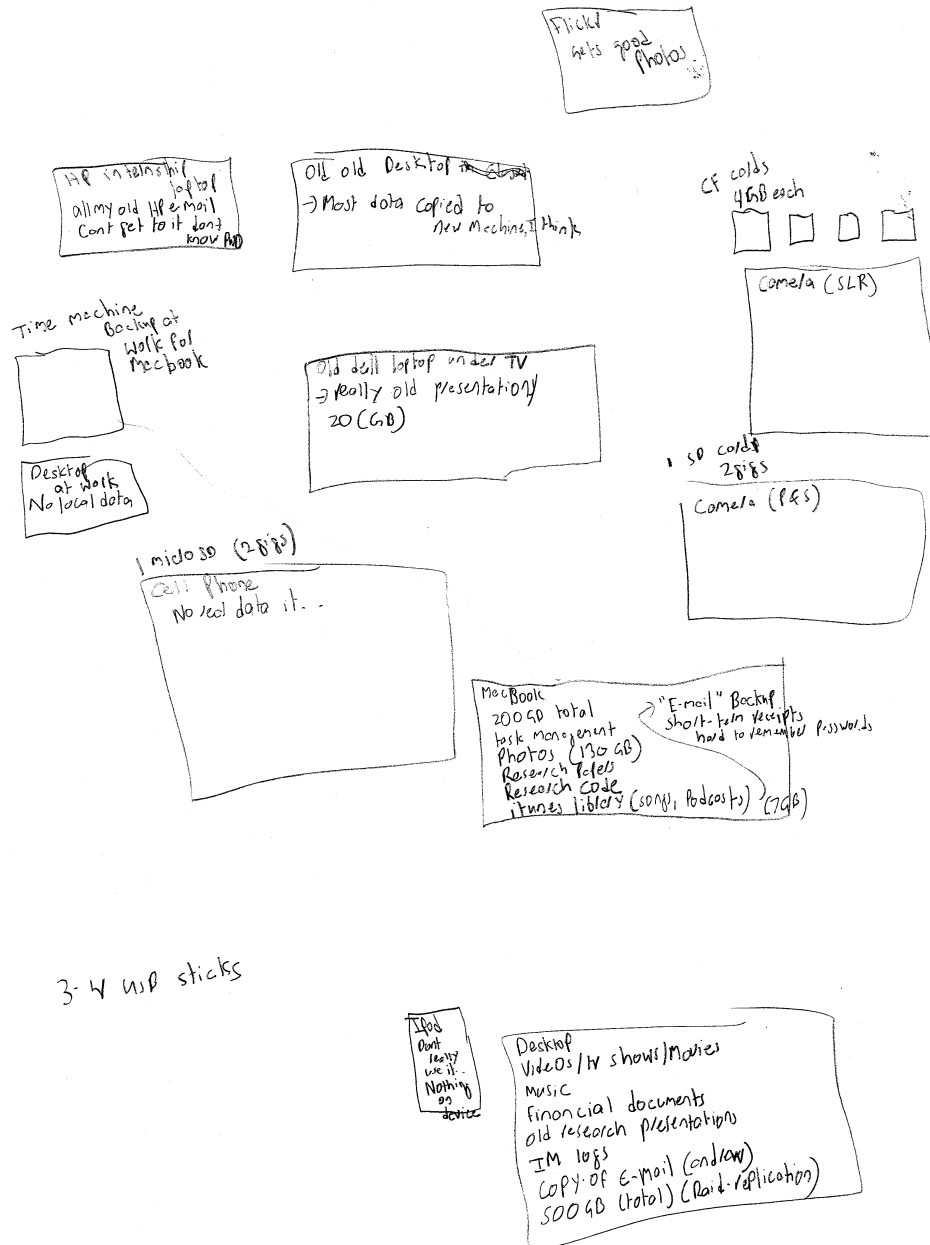 Flickr
gets good
Photos
HP internship
laptop
all my old HP e-mail
Cant get to it dont
know PWD
Old old Desktop in closet
→ Most data copied to
new Machine, I think
CF cards
4GB each
Camera (SLR)
Time machine
Backup at
work for
Macbook
Old dell laptop under TV
→ really old presentations
20 (GB)
Desktop
at work
No local data
1 SD cards
2gigs
Camera (P&S)
1 micro SD (2gigs)
Cell Phone
No real data it...
MacBook
200GB total
task management
Photos (130 GB)
Research Papers
Research code
itunes library (songs, Podcasts) (7GB)
"E-mail" Backup
short-term receipts
hard to remember passwords
3-4 USB sticks
Ipod
Dont
really
use it..
Nothing
on
device
Desktop
Videos/tv shows/Movies
Music
Financial documents
old research presentations
IM logs
copy of E-mail (andrew)
500GB (total) (Raid-replication)